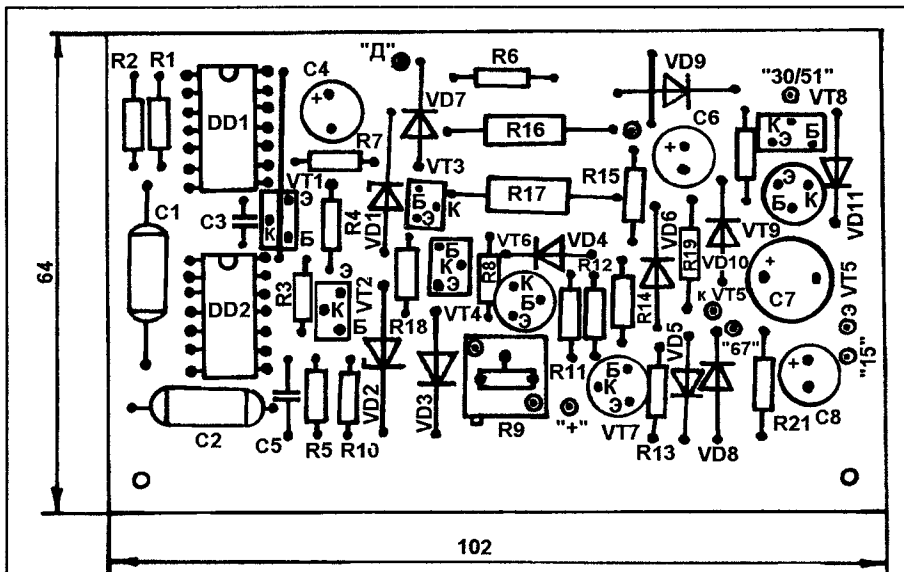 "Д" R6 VD9 "30/51"
R2 R1 C4 VD7 C6 VT8
+ + К Э Б
DD1 R16
R7
VT3 R15 Э
C1 C3 VT1 Э R4 VD1 Б Э К R17 Б К VD11
К Б VD6 R19 VT9
64
VT6 VD4 VD10
DD2 R3 Э VT2 К Б R18 Б К Э R8 К Б Э R12 R14 к VT5 + C7 VT5
VT4 Э
VD5 "67" "15"
VD2 VD3 R11 Б К Э +
C2 C5 R5 R10 R9 "+" VT7 R13 VD8 R21 C8
102